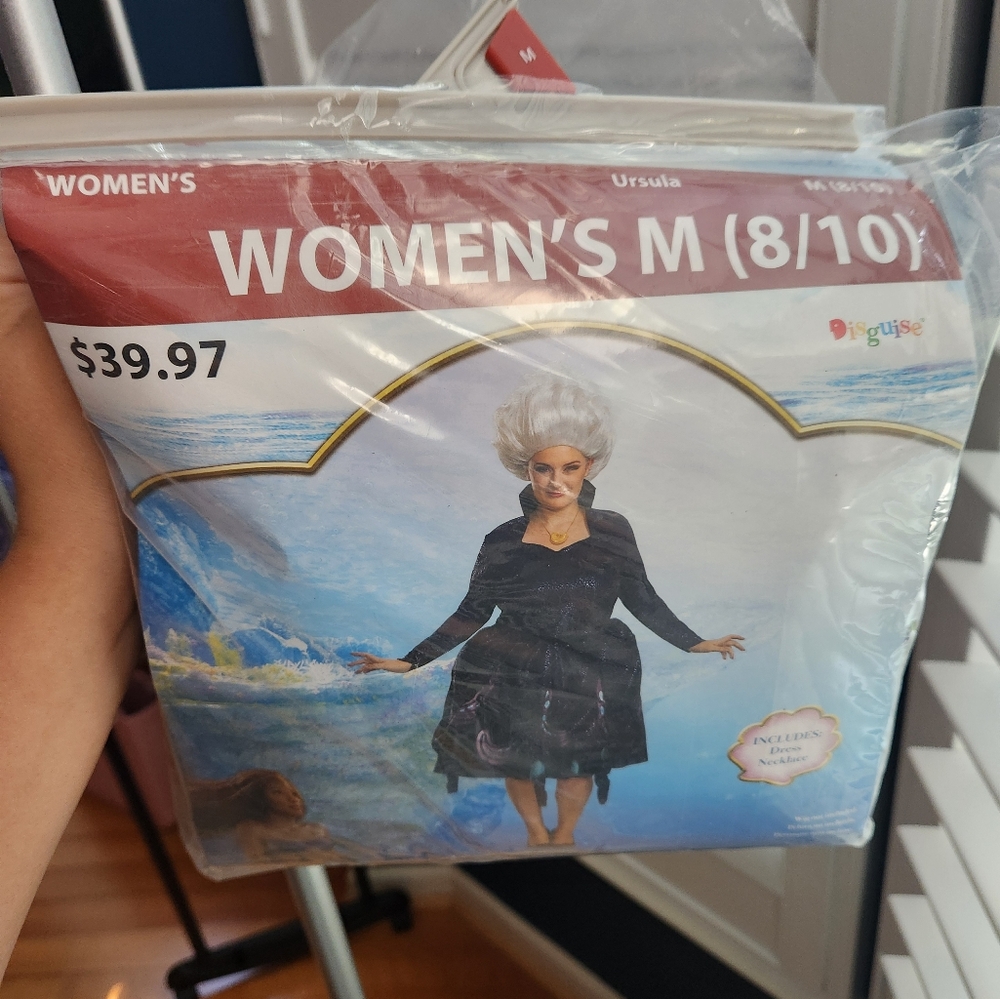 M
WOMEN'S
Ursula
M (8/10)
WOMEN'S M (8/10)
$39.97
Disguise
INCLUDES:
Dress
Necklace